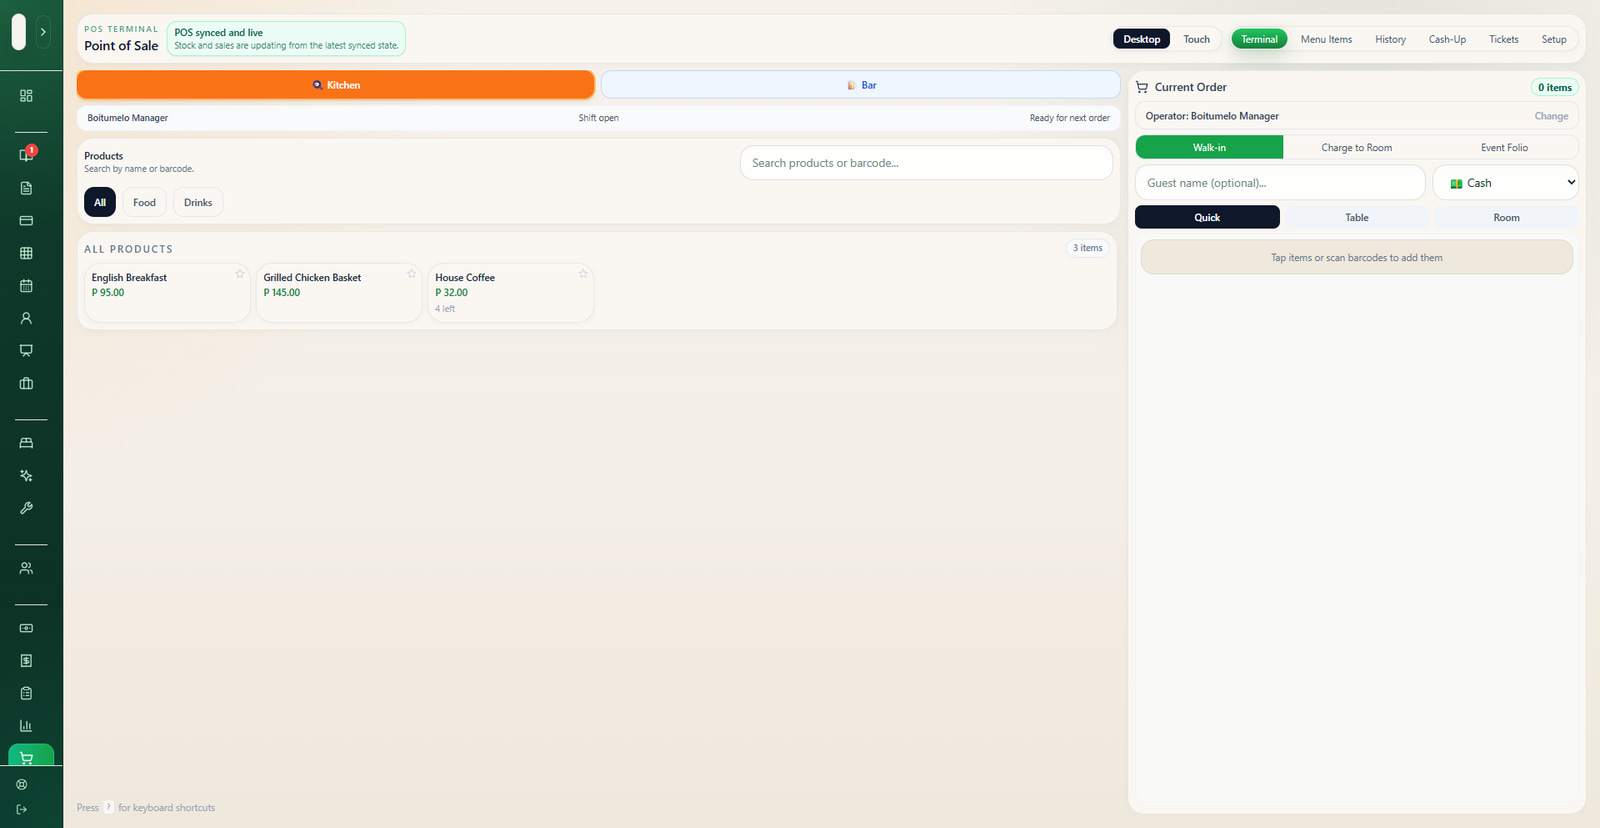 POS TERMINAL
Point of Sale
POS synced and live
Stock and sales are updating from the latest synced state.
Desktop
Touch
Terminal
Menu Items
History
Cash-Up
Tickets
Setup
1
Kitchen
Bar
Boitumelo Manager
Shift open
Ready for next order
Products
Search by name or barcode.
Search products or barcode...
All
Food
Drinks
ALL PRODUCTS
3 items
English Breakfast
P 95.00
Grilled Chicken Basket
P 145.00
House Coffee
P 32.00
4 left
Current Order
0 items
Operator: Boitumelo Manager
Change
Walk-in
Charge to Room
Event Folio
Guest name (optional)...
Cash
Quick
Table
Room
Tap items or scan barcodes to add them
Press ? for keyboard shortcuts